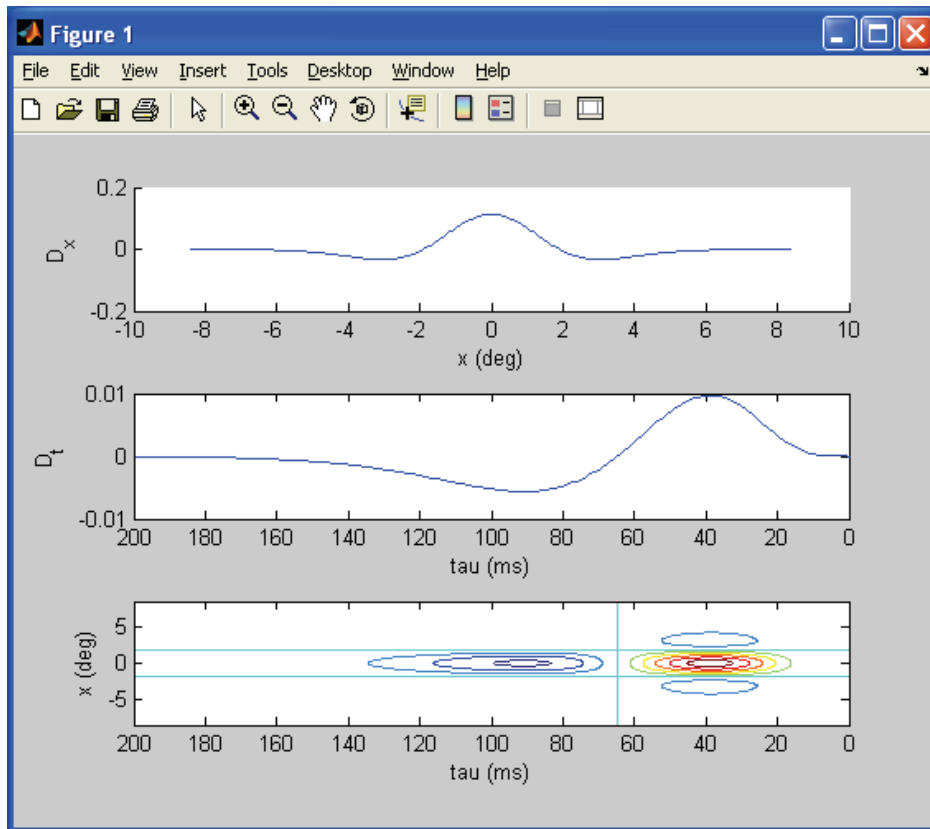 Figure 1
File Edit View Insert Tools Desktop Window Help
0.2
0
-0.2
D_x
-10 -8 -6 -4 -2 0 2 4 6 8 10
x (deg)
0.01
0
-0.01
D_t
200 180 160 140 120 100 80 60 40 20 0
tau (ms)
5
0
-5
x (deg)
200 180 160 140 120 100 80 60 40 20 0
tau (ms)